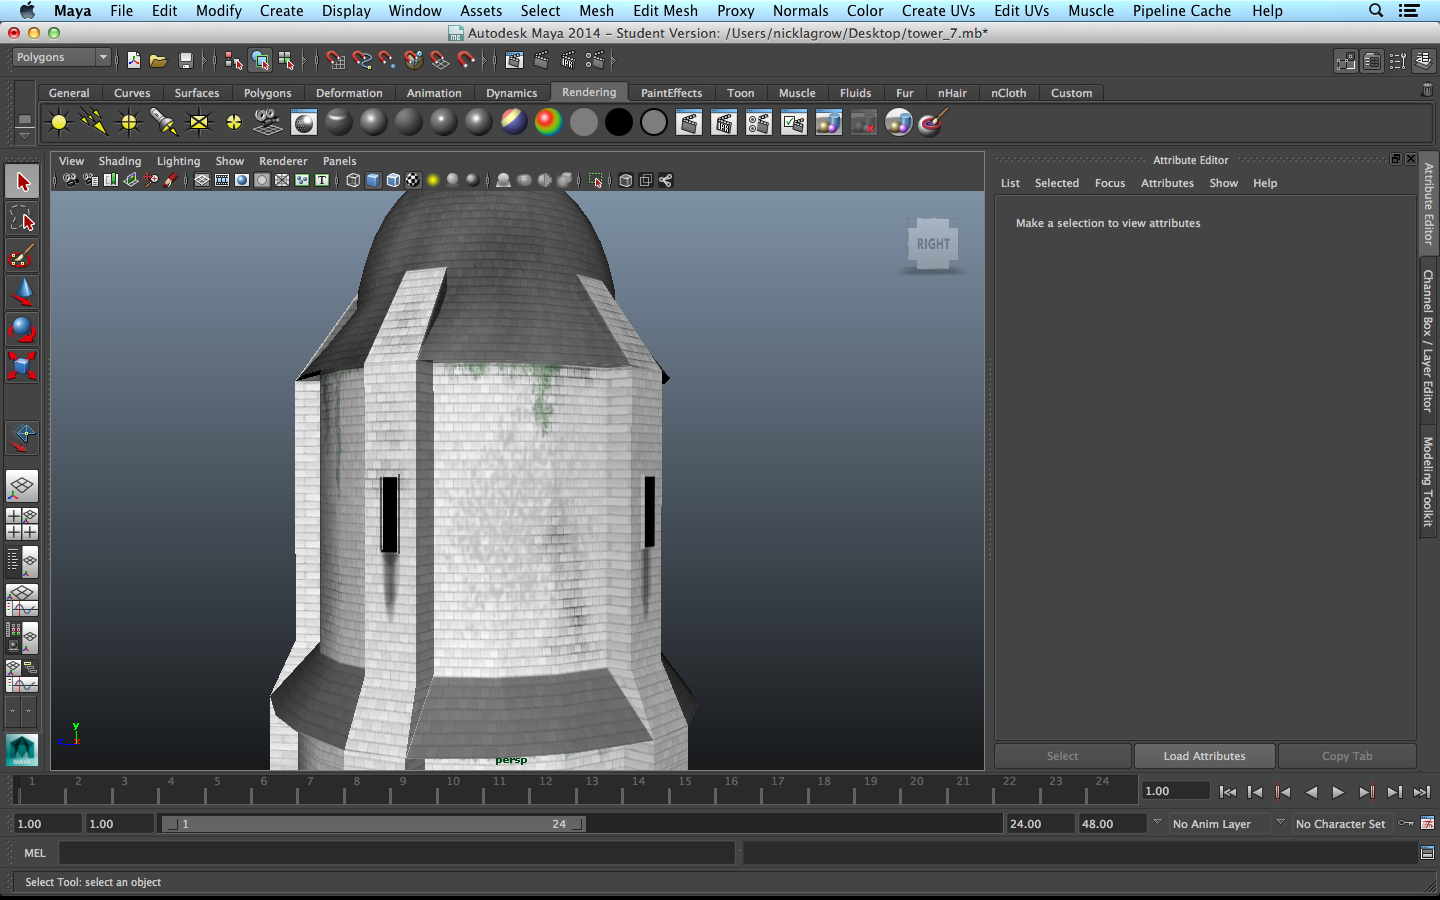 Maya File Edit Modify Create Display Window Assets Select Mesh Edit Mesh Proxy Normals Color Create UVs Edit UVs Muscle Pipeline Cache Help
Autodesk Maya 2014 - Student Version: /Users/nicklagrow/Desktop/tower_7.mb*
Polygons
General Curves Surfaces Polygons Deformation Animation Dynamics Rendering PaintEffects Toon Muscle Fluids Fur nHair nCloth Custom
View Shading Lighting Show Renderer Panels
Attribute Editor
List Selected Focus Attributes Show Help
Make a selection to view attributes
RIGHT
Attribute Editor
Channel Box / Layer Editor
Modeling Toolkit
y
persp
MAYA
Select Load Attributes Copy Tab
1 2 3 4 5 6 7 8 9 10 11 12 13 14 15 16 17 18 19 20 21 22 23 24
1.00
1.00 1.00 1 24 24.00 48.00 No Anim Layer No Character Set
MEL
Select Tool: select an object